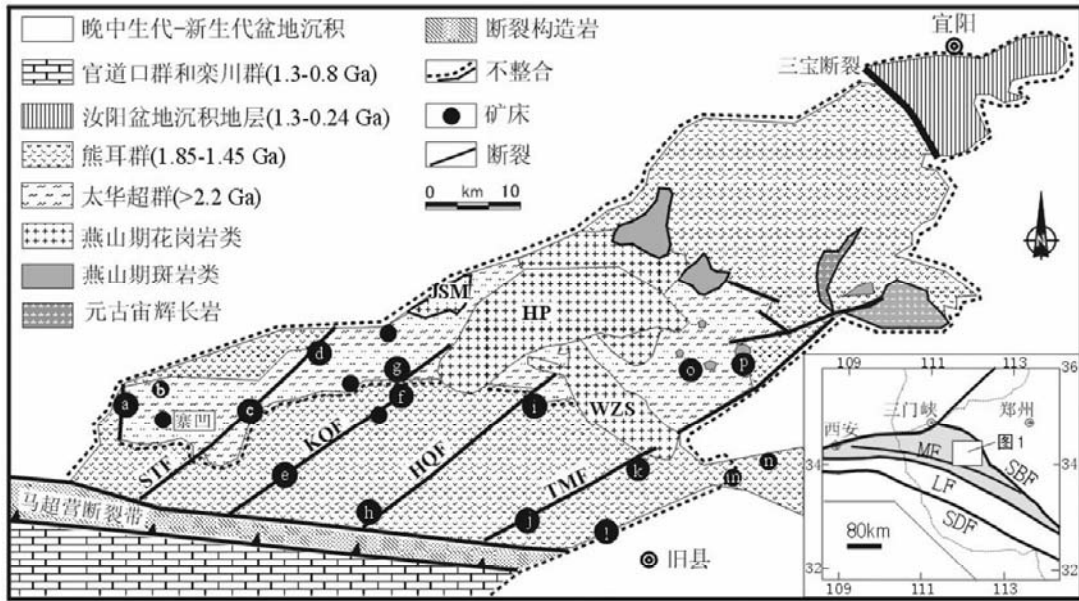 晚中生代-新生代盆地沉积
官道口群和栾川群(1.3-0.8 Ga)
汝阳盆地沉积地层(1.3-0.24 Ga)
熊耳群(1.85-1.45 Ga)
太华超群(>2.2 Ga)
燕山期花岗岩类
燕山期斑岩类
元古宙辉长岩
断裂构造岩
不整合
矿床
断裂
0 km 10
宜阳
三宝断裂
N
JSM
HP
WZS
d
g
f
b
a
c
寨凹
i
o
p
STF
KQF
HQF
TMF
e
h
k
j
l
m
n
马超营断裂带
旧县
109 111 113
36
三门峡
郑州
西安
图1
34
34
MF
SBF
LF
SDF
80km
32
32
109 111 113